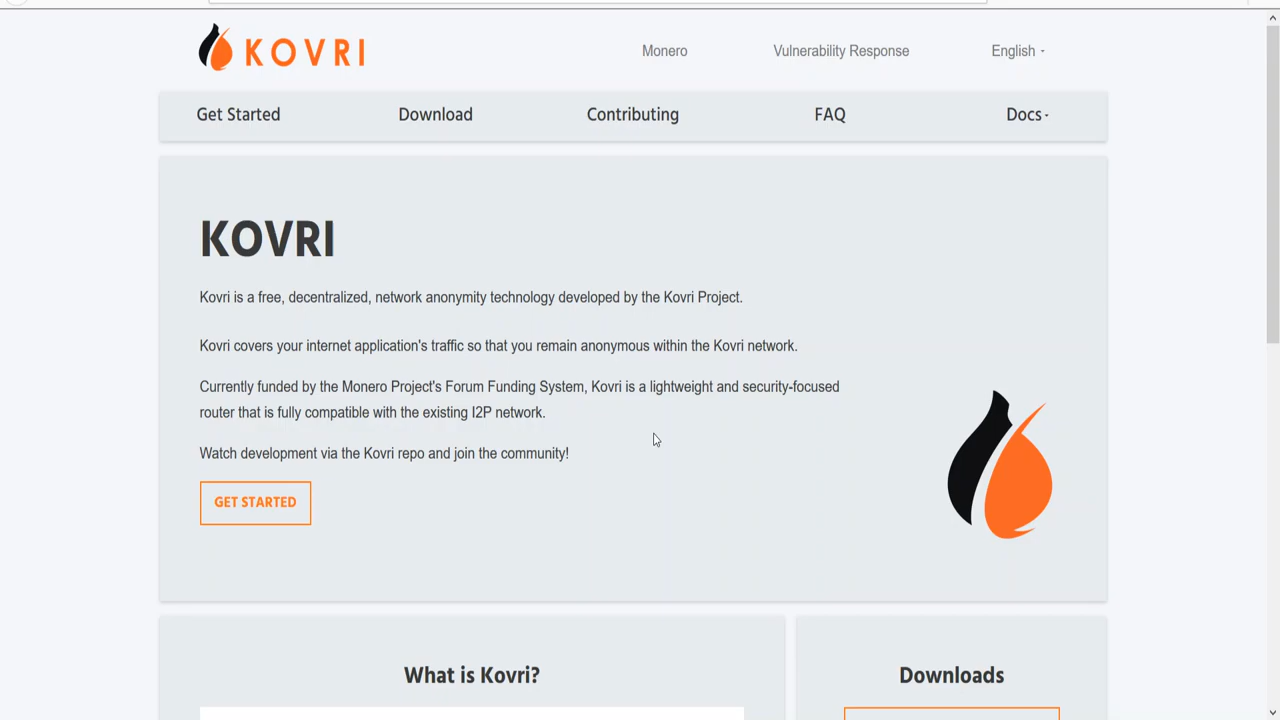 KOVRI
Monero
Vulnerability Response
English
Get Started
Download
Contributing
FAQ
Docs
KOVRI
Kovri is a free, decentralized, network anonymity technology developed by the Kovri Project.
Kovri covers your internet application's traffic so that you remain anonymous within the Kovri network.
Currently funded by the Monero Project's Forum Funding System, Kovri is a lightweight and security-focused
router that is fully compatible with the existing I2P network.
Watch development via the Kovri repo and join the community!
GET STARTED
What is Kovri?
Downloads